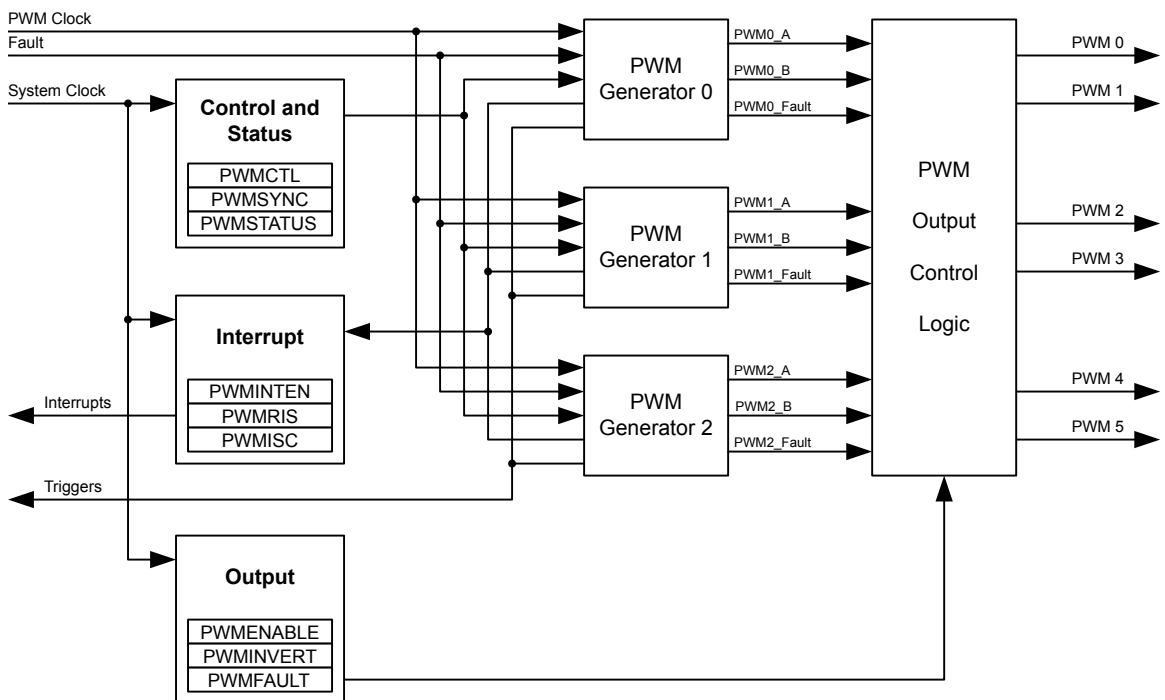 PWM Clock
Fault
System Clock
Control and
Status
PWMCTL
PWMSYNC
PWMSTATUS
Interrupt
PWMINTEN
PWMRIS
PWMISC
Interrupts
Triggers
Output
PWMENABLE
PWMINVERT
PWMFAULT
PWM
Generator 0
PWM0_A
PWM0_B
PWM0_Fault
PWM
Generator 1
PWM1_A
PWM1_B
PWM1_Fault
PWM
Generator 2
PWM2_A
PWM2_B
PWM2_Fault
PWM
Output
Control
Logic
PWM 0
PWM 1
PWM 2
PWM 3
PWM 4
PWM 5